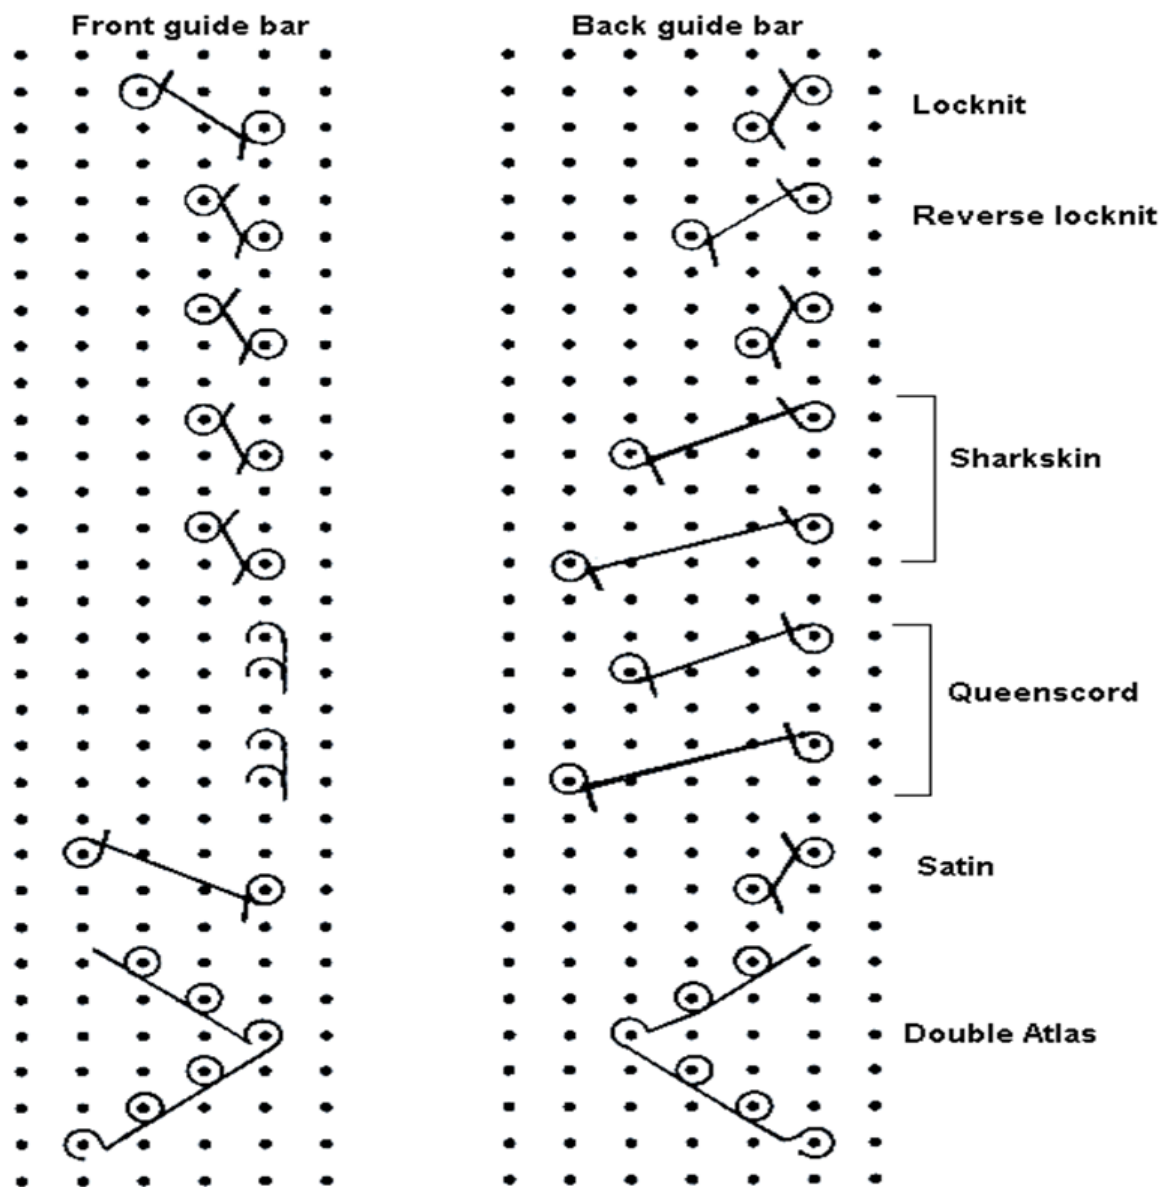 Front guide bar
Back guide bar
Locknit
Reverse locknit
Sharkskin
Queenscord
Satin
Double Atlas